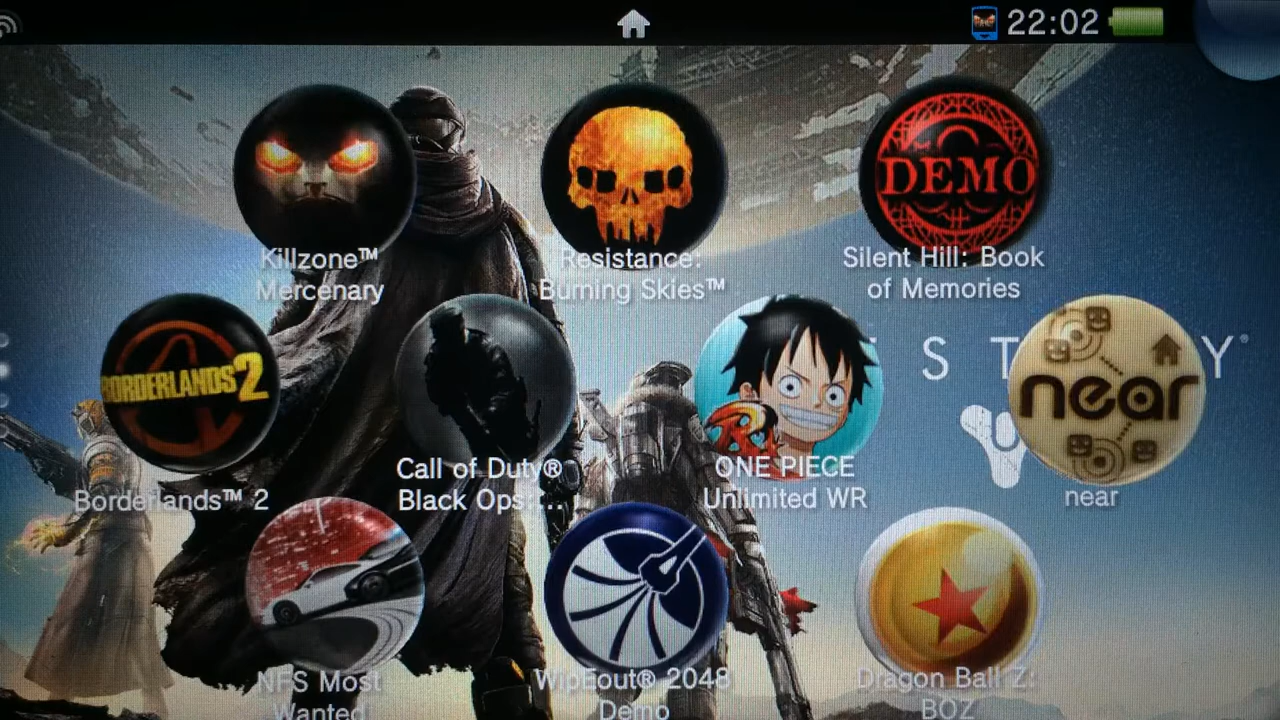 22:02
DEMO
Killzone™
Mercenary
Resistance:
Burning Skies™
Silent Hill: Book
of Memories
BORDERLANDS 2
near
ST Y
Borderlands™ 2
Call of Duty®
Black Ops:...
R
ONE PIECE
Unlimited WR
near
NFS Most
Wanted
WipEout® 2048
Demo
Dragon Ball Z:
BOZ